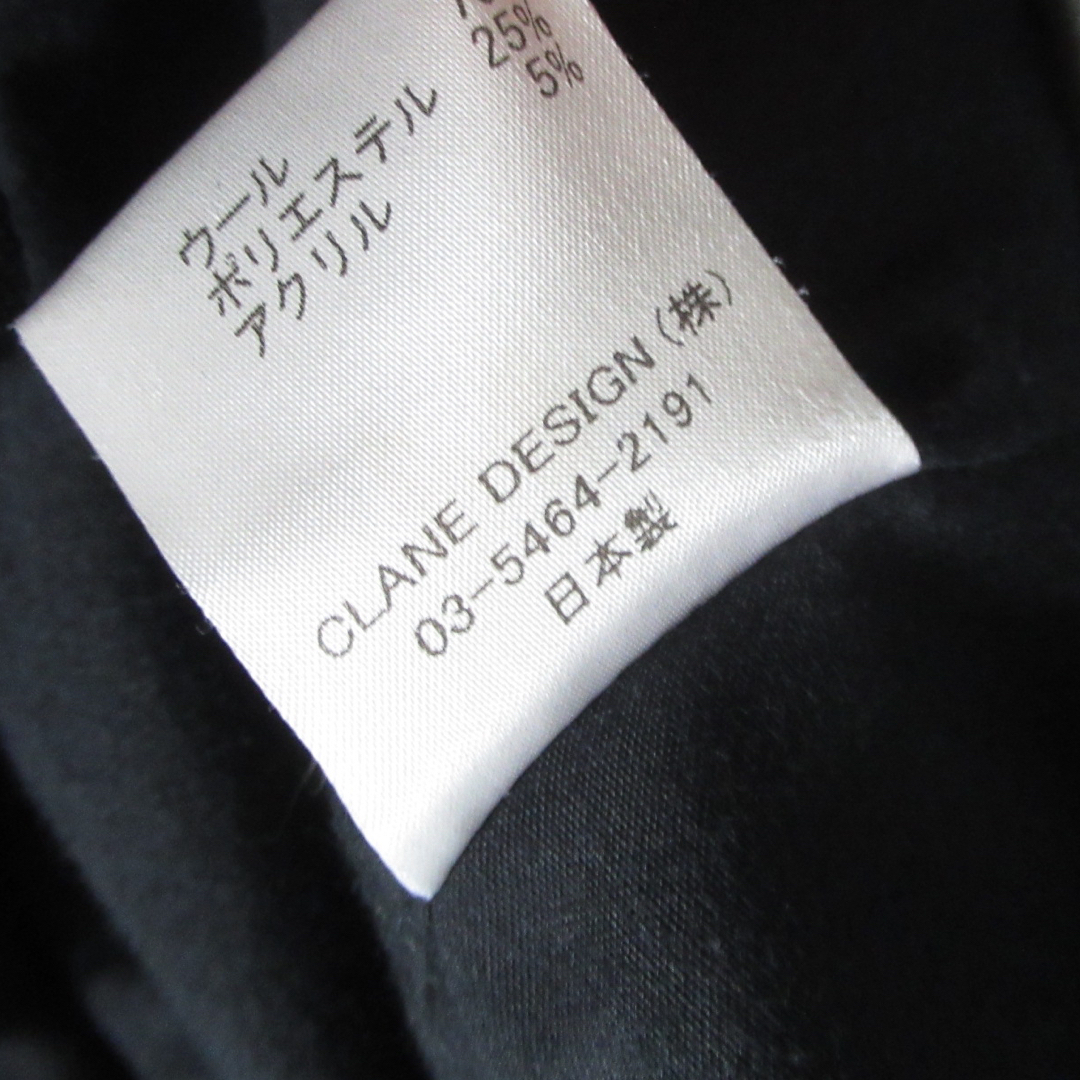 ウール
ポリエステル 25%
アクリル 5%
CLANE DESIGN (株)
03-5464-2191
日本製